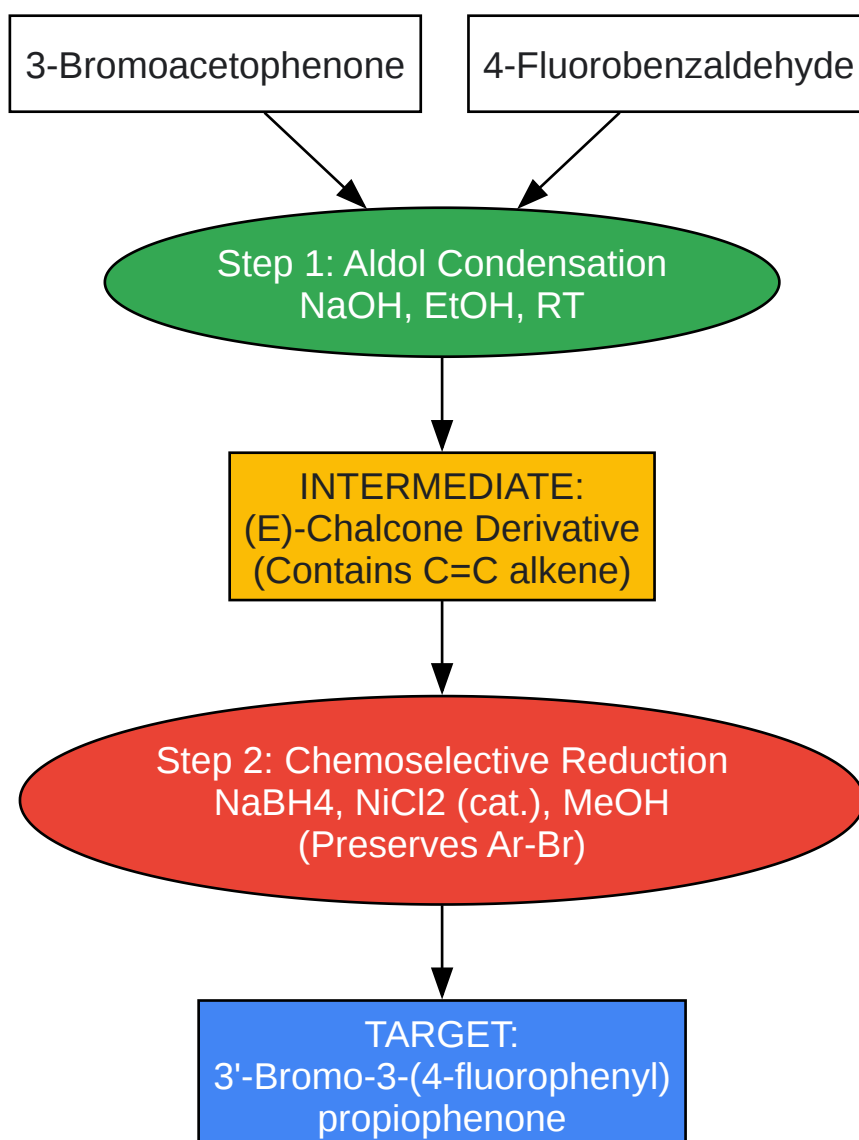 3-Bromoacetophenone
4-Fluorobenzaldehyde
Step 1: Aldol Condensation
NaOH, EtOH, RT
INTERMEDIATE:
(E)-Chalcone Derivative
(Contains C=C alkene)
Step 2: Chemoselective Reduction
NaBH4, NiCl2 (cat.), MeOH
(Preserves Ar-Br)
TARGET:
3'-Bromo-3-(4-fluorophenyl)
propiophenone